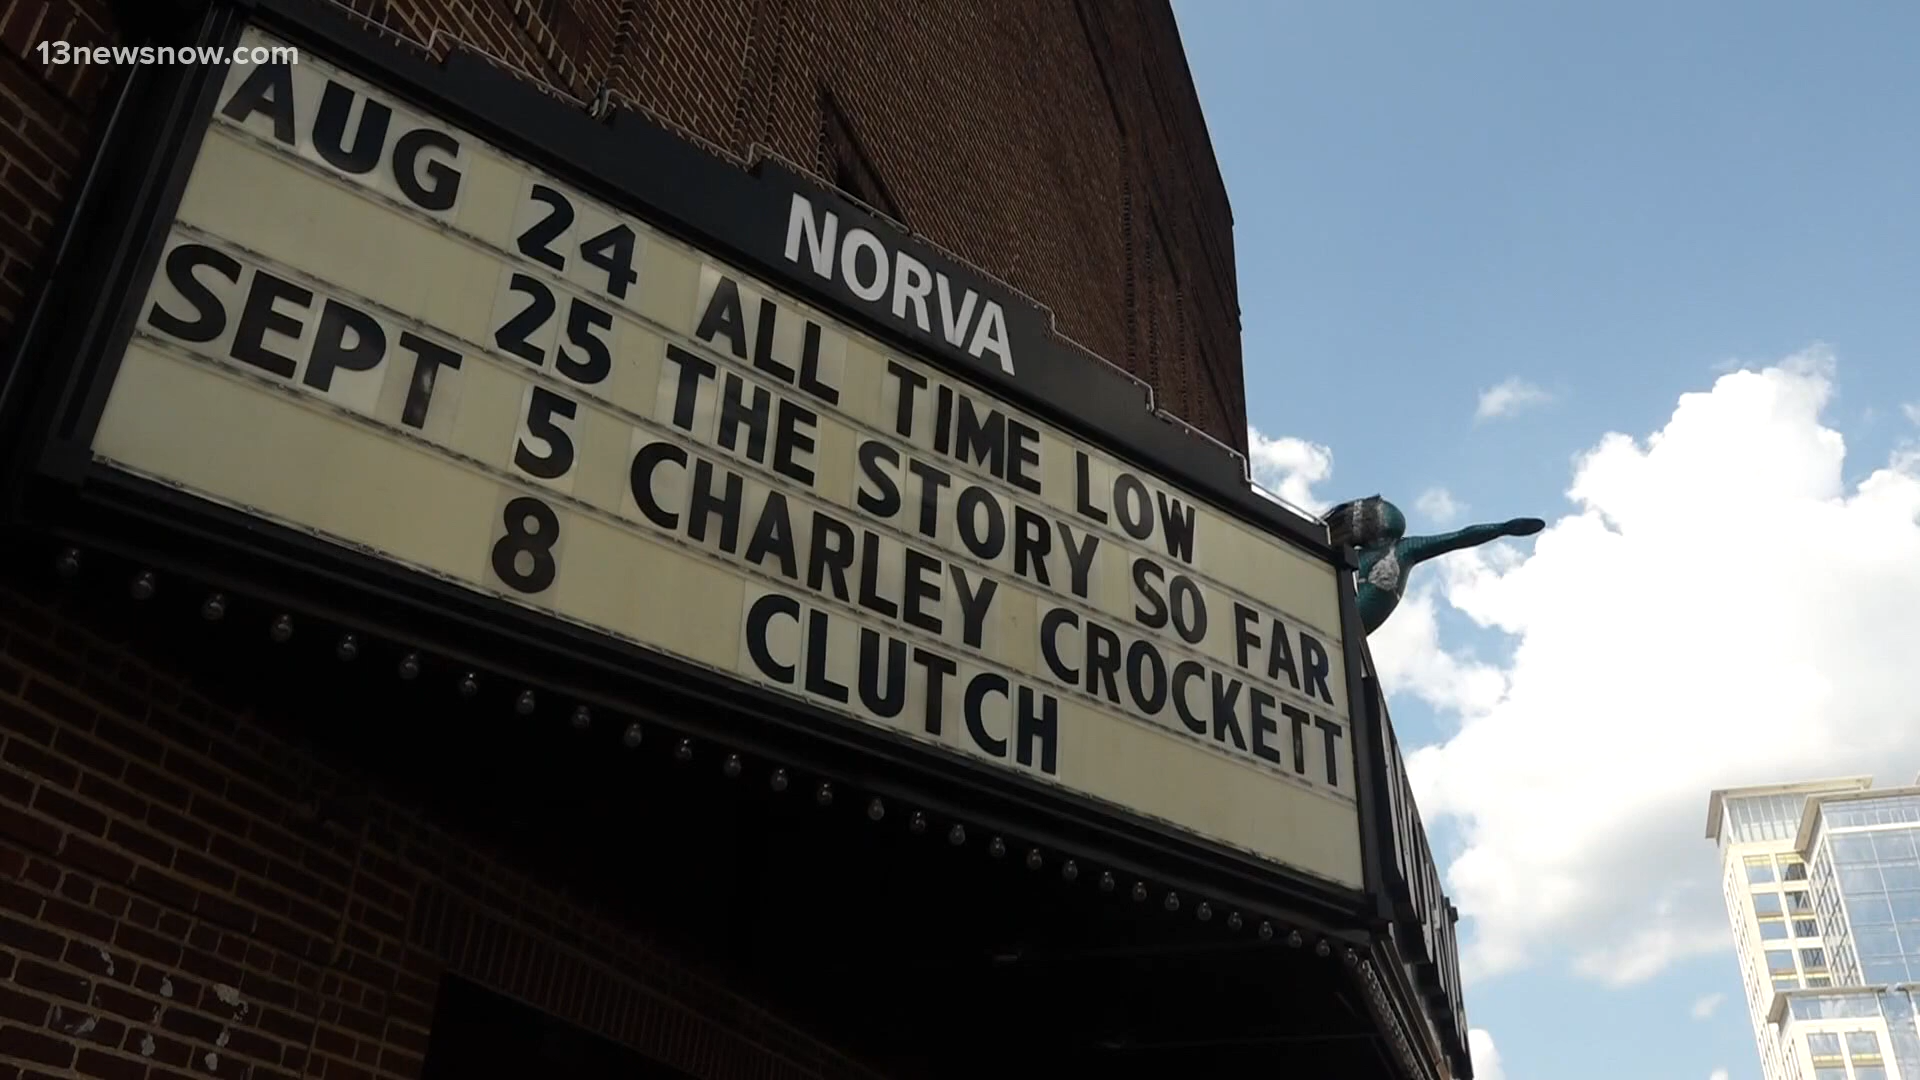 13newsnow.com
NORVA
AUG 24 ALL TIME LOW
25 THE STORY SO FAR
SEPT 5 CHARLEY CROCKETT
8 CLUTCH